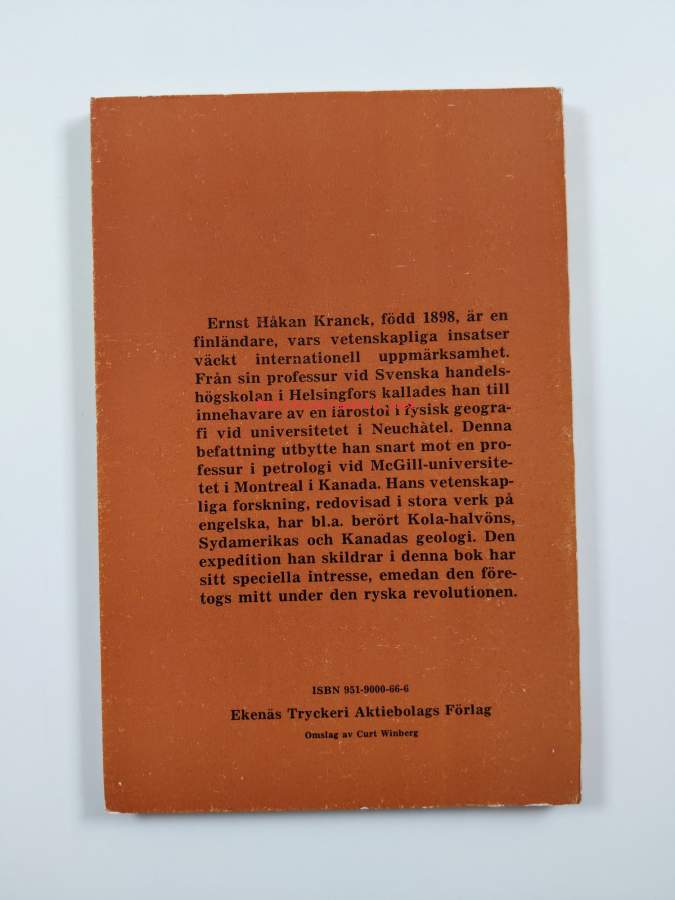 Ernst Håkan Kranck, född 1898, är en
finländare, vars vetenskapliga insatser
väckt internationell uppmärksamhet.
Från sin professur vid Svenska handels-
högskolan i Helsingfors kallades han till
innehavare av en lärostol i fysisk geogra-
fi vid universitetet i Neuchàtel. Denna
befattning utbytte han snart mot en pro-
fessur i petrologi vid McGill-universite-
tet i Montreal i Kanada. Hans vetenskap-
liga forskning, redovisad i stora verk på
engelska, har bl.a. berört Kola-halvöns,
Sydamerikas och Kanadas geologi. Den
expedition han skildrar i denna bok har
sitt speciella intresse, emedan den före-
togs mitt under den ryska revolutionen.
ISBN 951-9000-66-6
Ekenäs Tryckeri Aktiebolags Förlag
Omslag av Curt Winberg